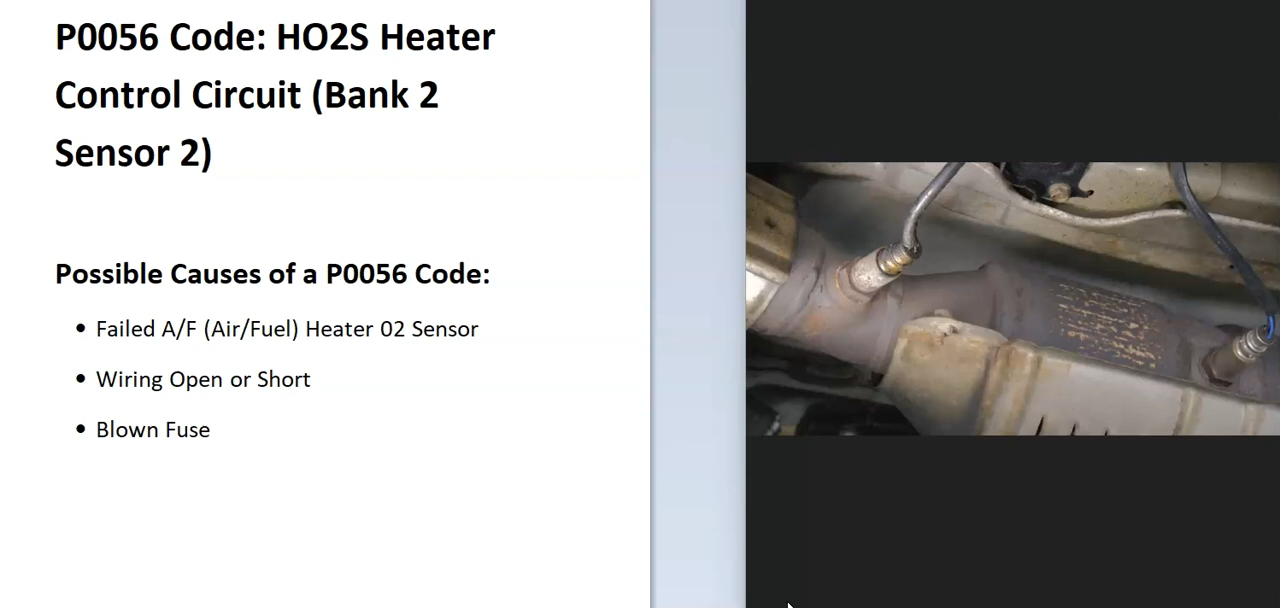 P0056 Code: HO2S Heater
Control Circuit (Bank 2
Sensor 2)
Possible Causes of a P0056 Code:
• Failed A/F (Air/Fuel) Heater 02 Sensor
• Wiring Open or Short
• Blown Fuse